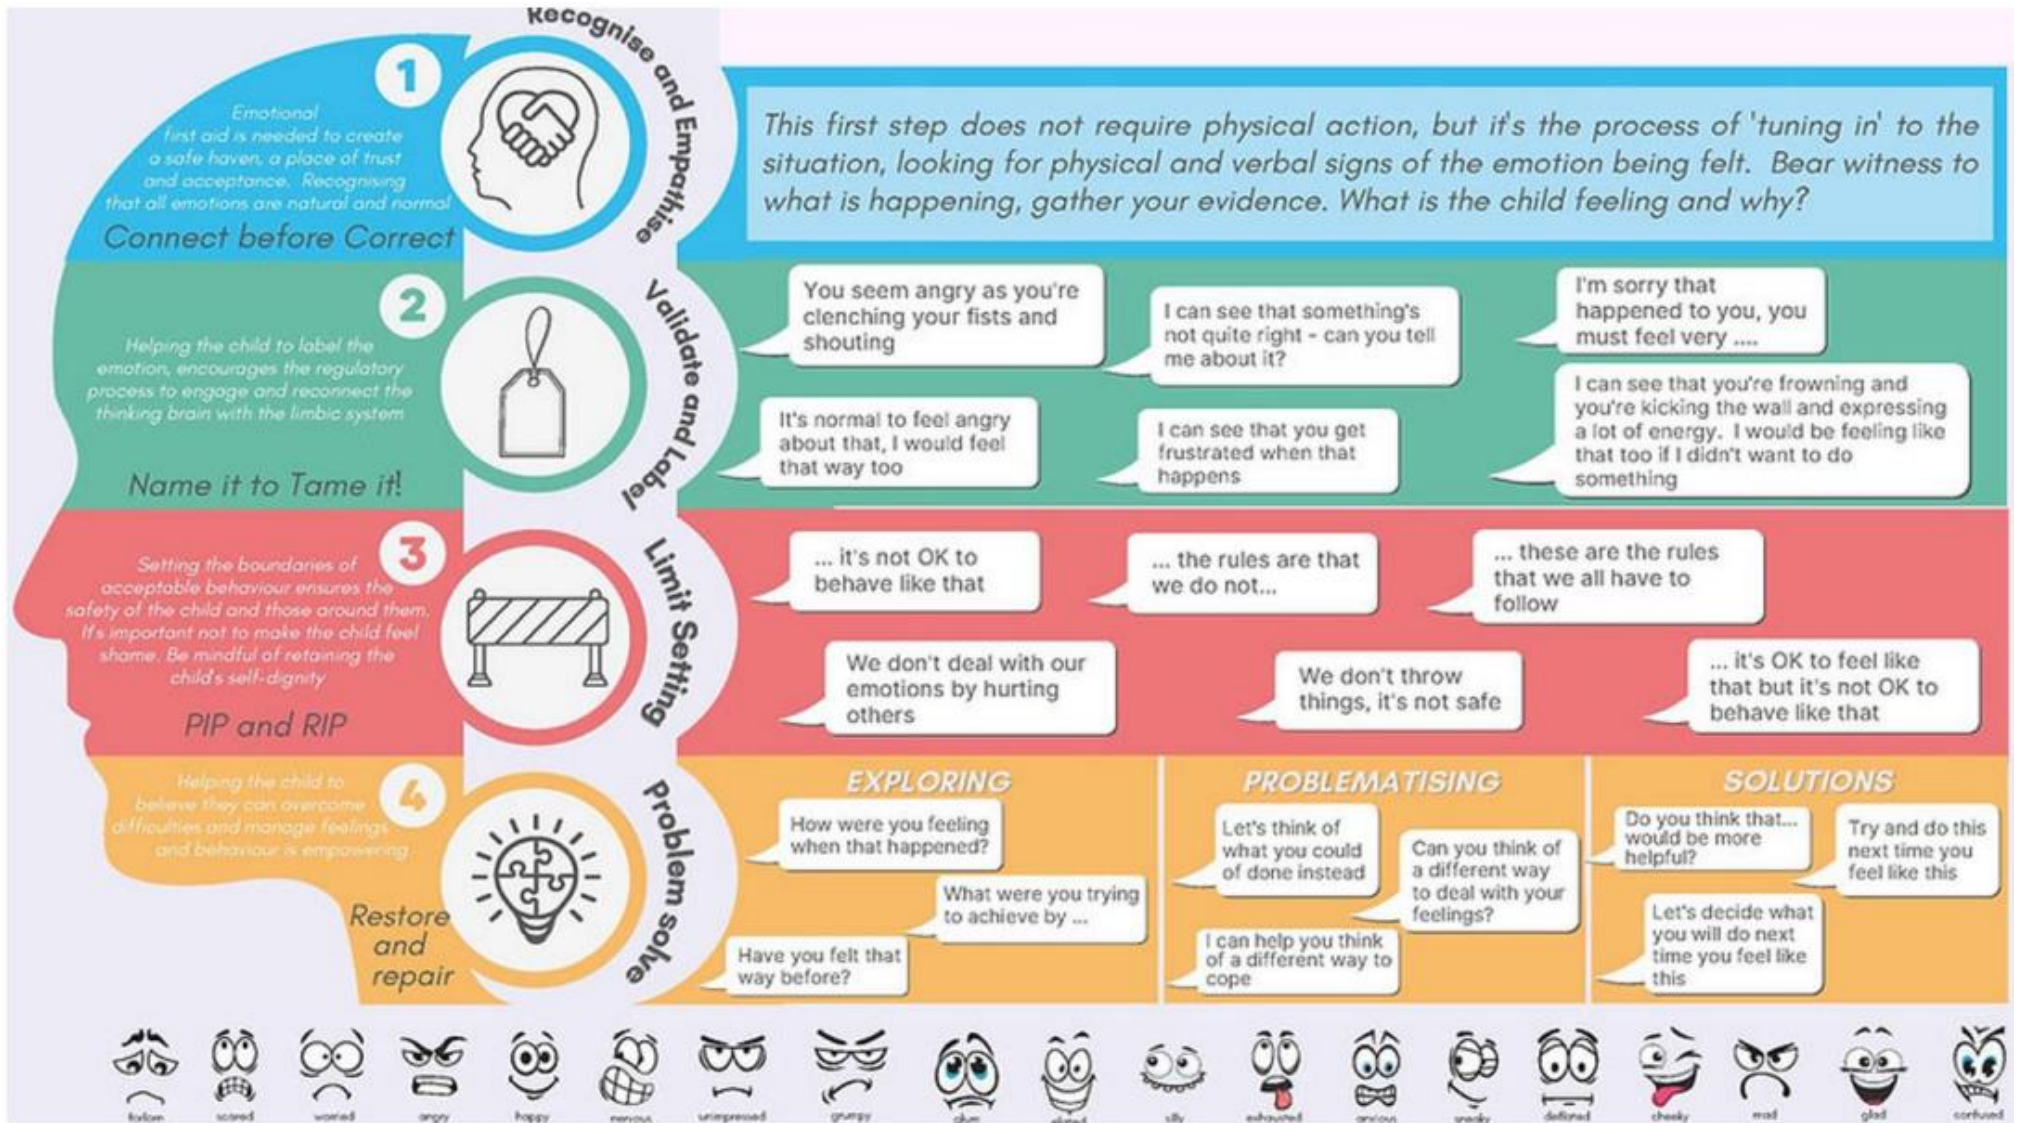 Recognise and Empathise
1
Emotional
first aid is needed to create
a safe haven, a place of trust
and acceptance. Recognising
that all emotions are natural and normal
Connect before Correct
This first step does not require physical action, but it's the process of 'tuning in' to the
situation, looking for physical and verbal signs of the emotion being felt. Bear witness to
what is happening, gather your evidence. What is the child feeling and why?
2
Helping the child to label the
emotion, encourages the regulatory
process to engage and reconnect the
thinking brain with the limbic system
Name it to Tame it!
Validate and Label
You seem angry as you're
clenching your fists and
shouting
I can see that something's
not quite right - can you tell
me about it?
I'm sorry that
happened to you, you
must feel very ....
It's normal to feel angry
about that, I would feel
that way too
I can see that you get
frustrated when that
happens
I can see that you're frowning and
you're kicking the wall and expressing
a lot of energy. I would be feeling like
that too if I didn't want to do
something
3
Setting the boundaries of
acceptable behaviour ensures the
safety of the child and those around them.
It's important not to make the child feel
shame. Be mindful of retaining the
child's self-dignity
PIP and RIP
Limit Setting
... it's not OK to
behave like that
... the rules are that
we do not...
... these are the rules
that we all have to
follow
We don't deal with our
emotions by hurting
others
We don't throw
things, it's not safe
... it's OK to feel like
that but it's not OK to
behave like that
4
Helping the child to
believe they can overcome
difficulties and manage feelings
and behaviour is empowering
Restore
and
repair
Problem solve
EXPLORING
How were you feeling
when that happened?
What were you trying
to achieve by ...
Have you felt that
way before?
PROBLEMATISING
Let's think of
what you could
of done instead
Can you think of
a different way
to deal with your
feelings?
I can help you think
of a different way to
cope
SOLUTIONS
Do you think that...
would be more
helpful?
Try and do this
next time you
feel like this
Let's decide what
you will do next
time you feel like
this
forlorn
scared
worried
angry
happy
nervous
unimpressed
grumpy
glum
elated
silly
exhausted
anxious
sneaky
deflated
cheeky
mad
glad
confused